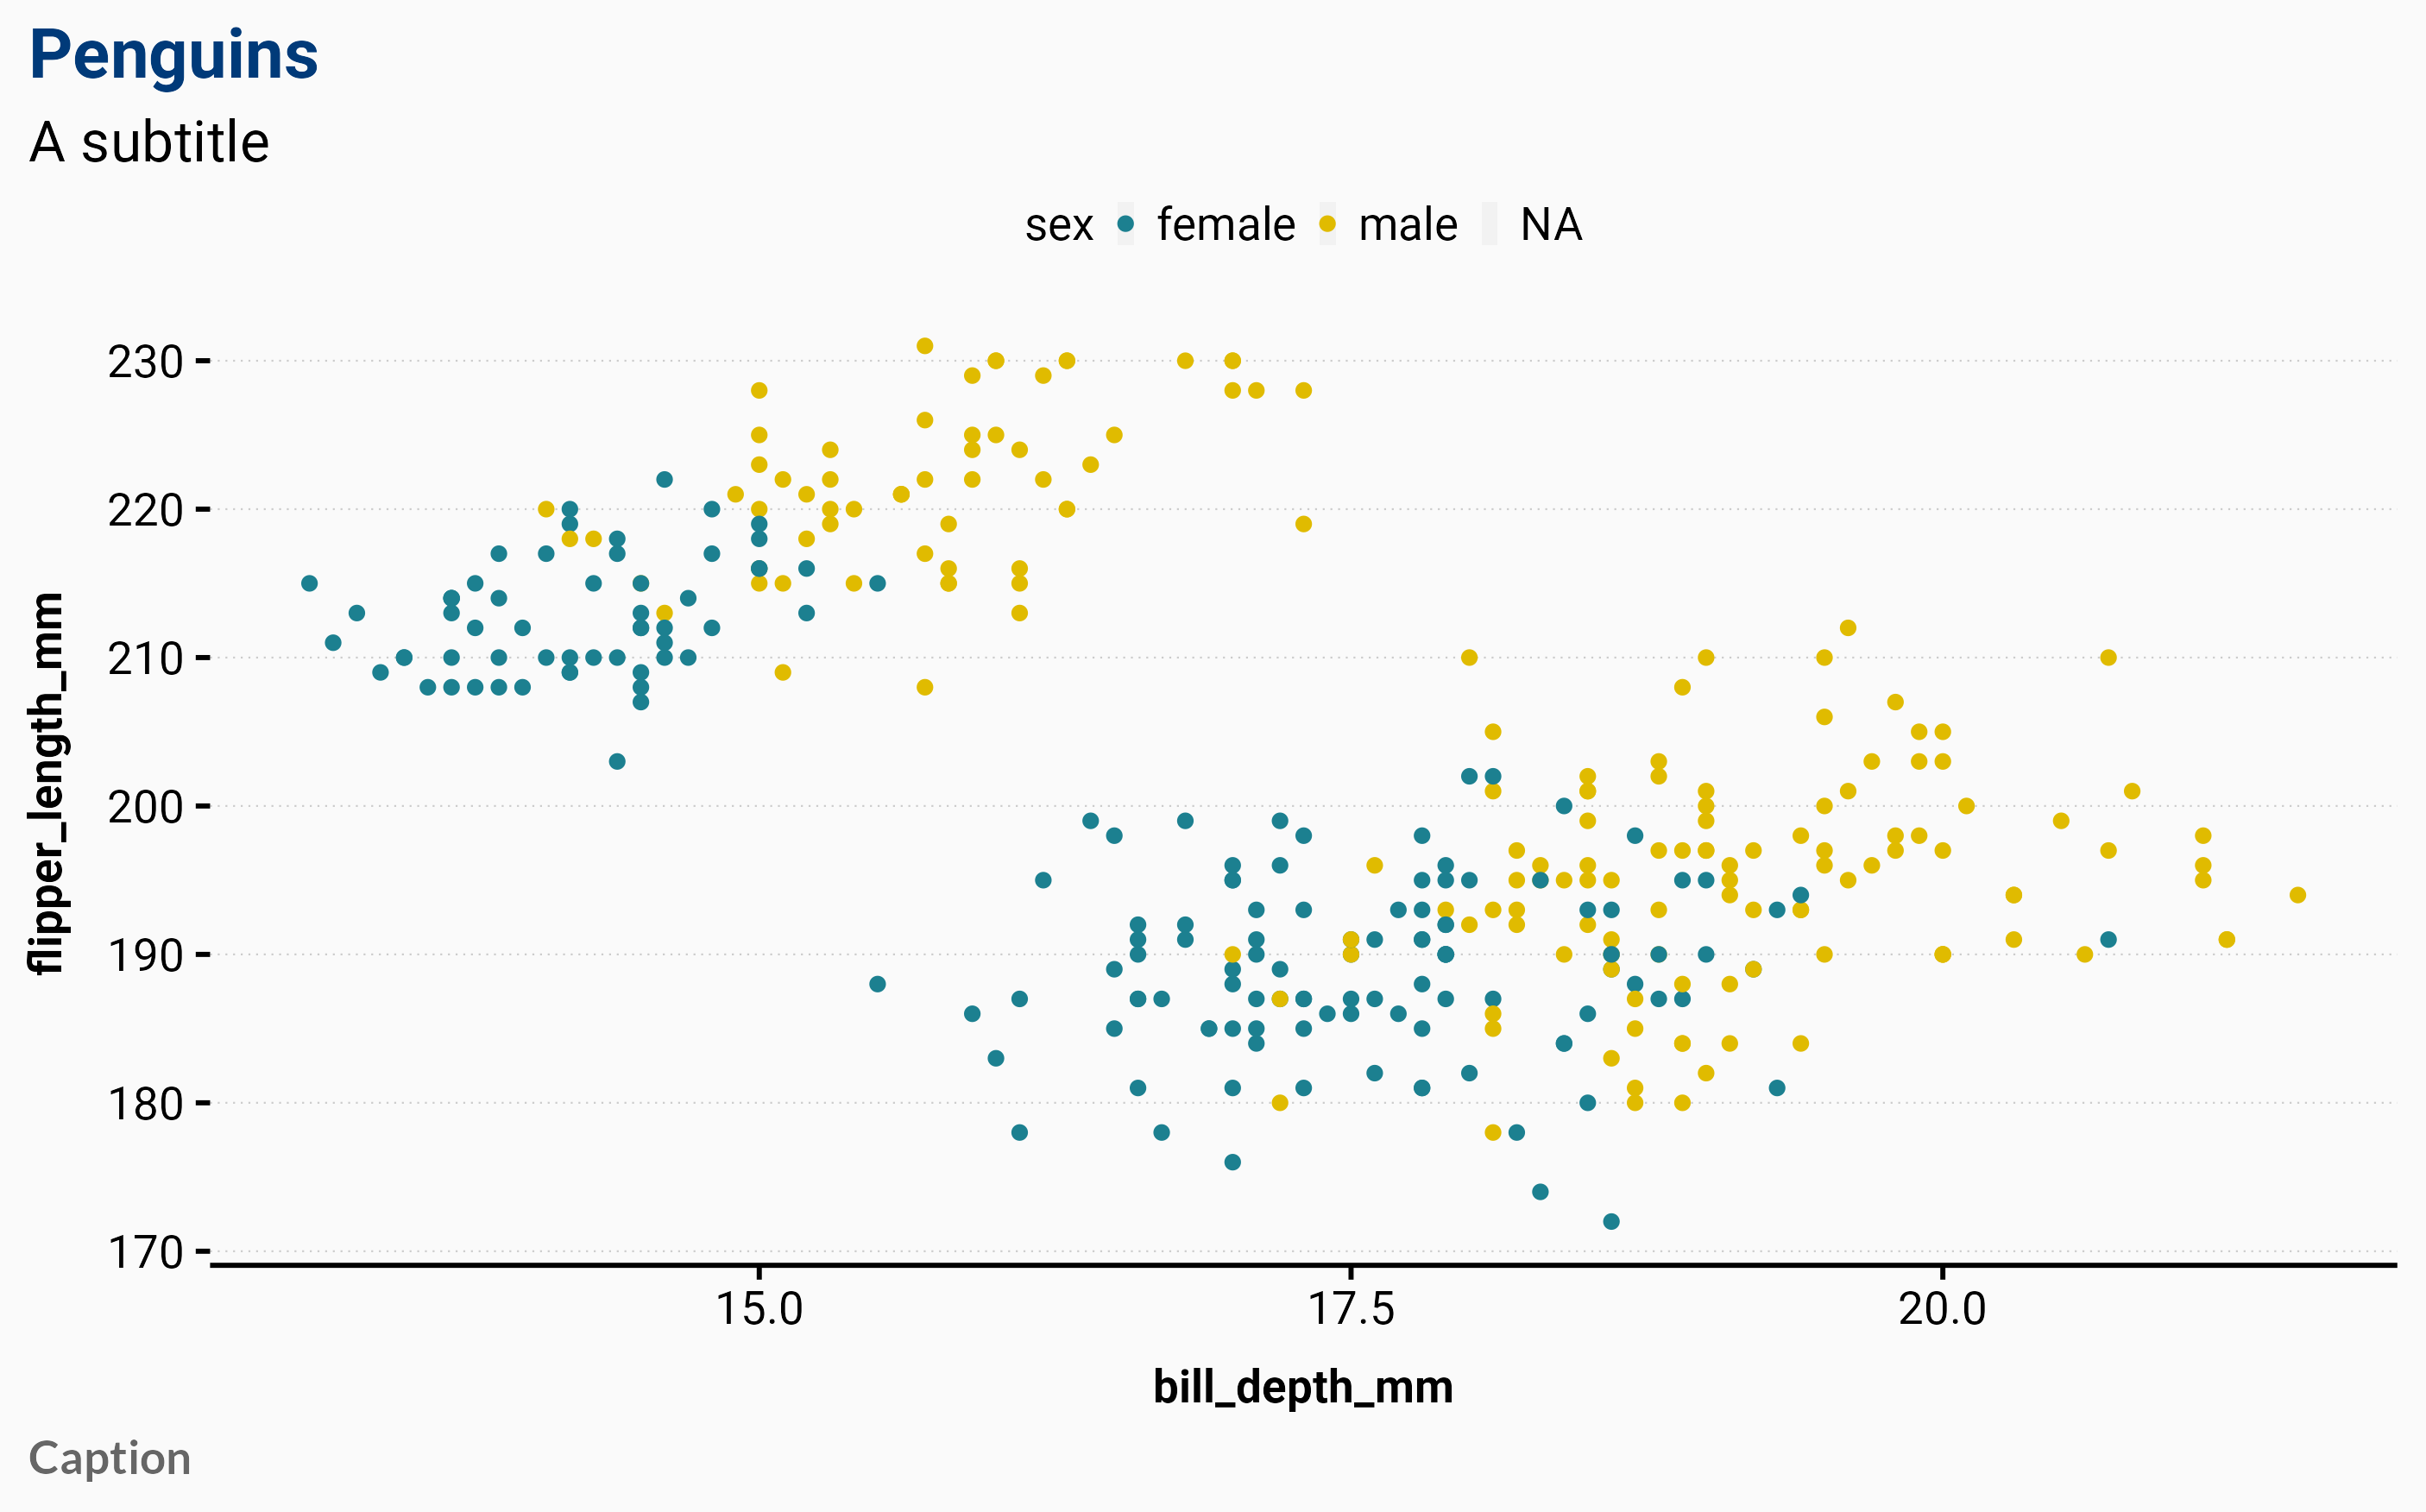 Penguins
A subtitle
sex female male NA
230
220
210
200
190
180
170
flipper_length_mm
15.0 17.5 20.0
bill_depth_mm
Caption